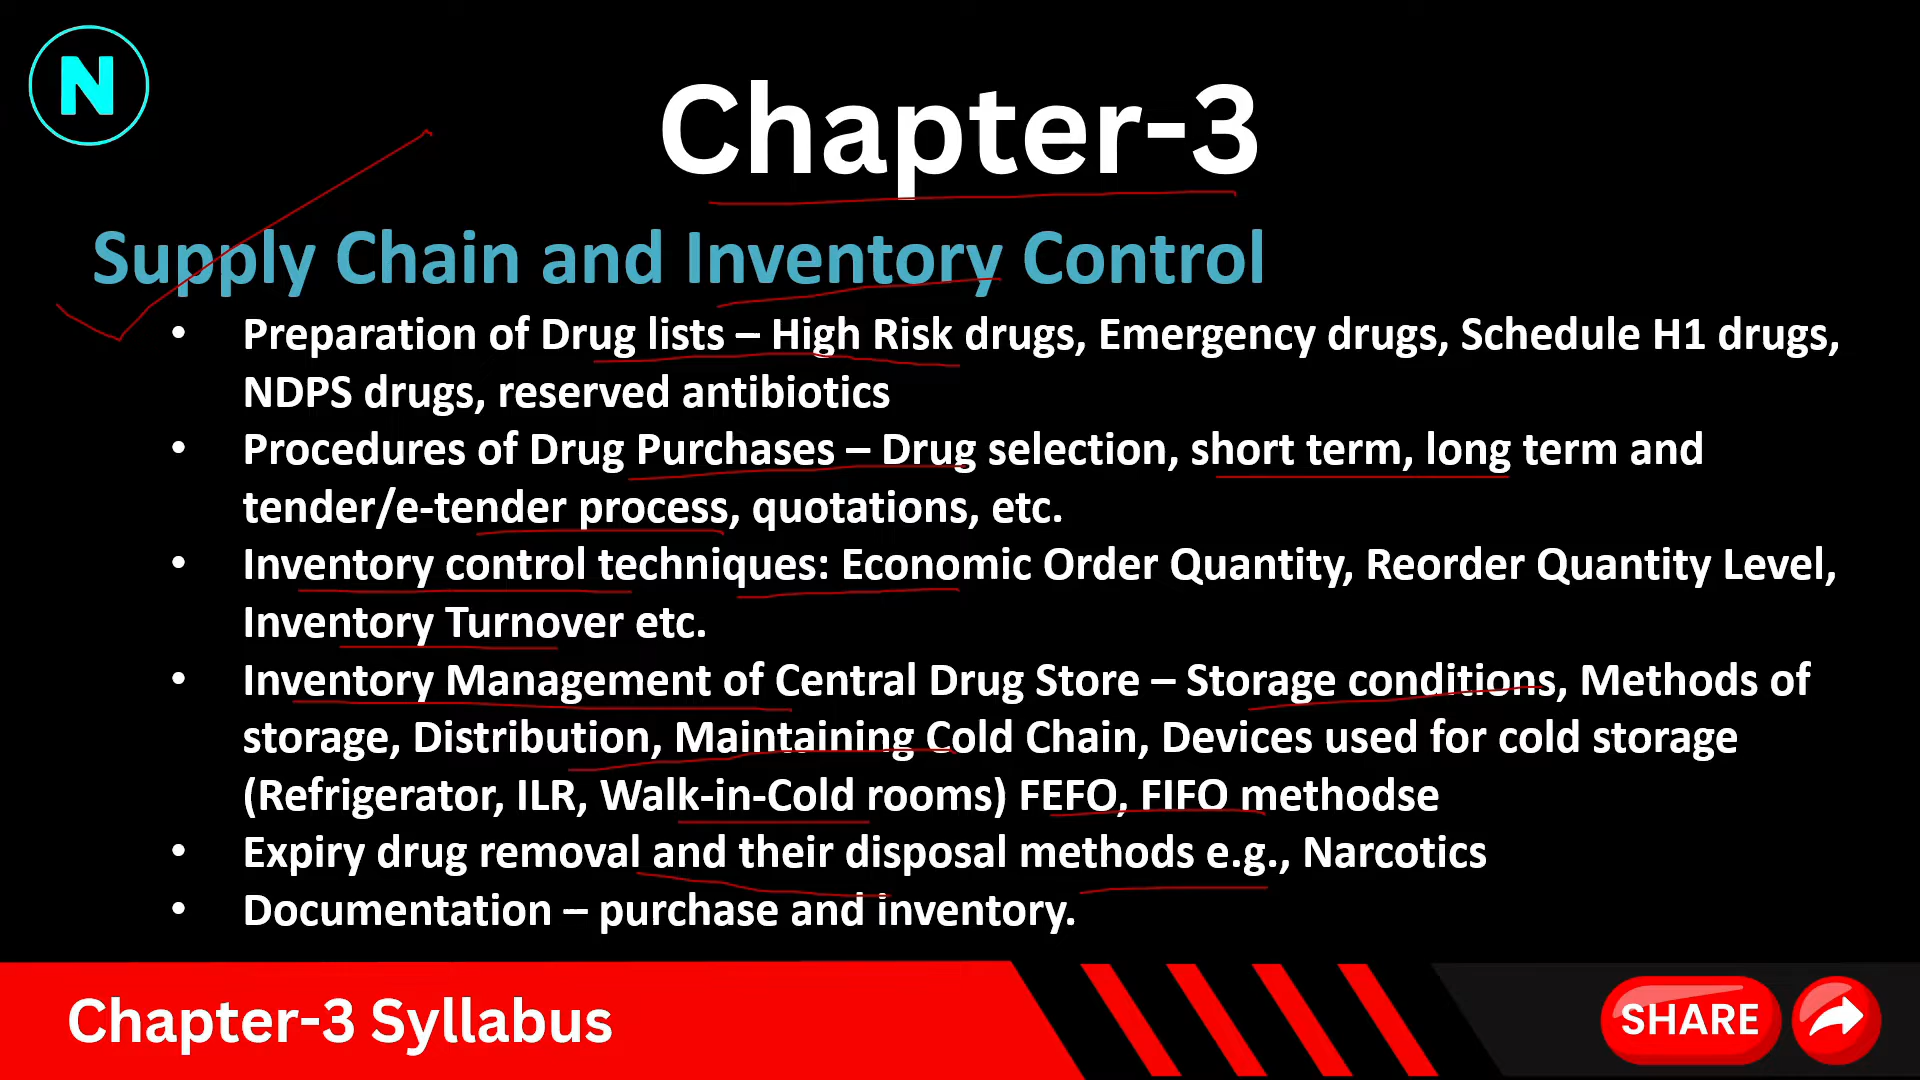 N
Chapter-3
Supply Chain and Inventory Control
• Preparation of Drug lists – High Risk drugs, Emergency drugs, Schedule H1 drugs,
NDPS drugs, reserved antibiotics
• Procedures of Drug Purchases – Drug selection, short term, long term and
tender/e-tender process, quotations, etc.
• Inventory control techniques: Economic Order Quantity, Reorder Quantity Level,
Inventory Turnover etc.
• Inventory Management of Central Drug Store – Storage conditions, Methods of
storage, Distribution, Maintaining Cold Chain, Devices used for cold storage
(Refrigerator, ILR, Walk-in-Cold rooms) FEFO, FIFO methodse
• Expiry drug removal and their disposal methods e.g., Narcotics
• Documentation – purchase and inventory.
Chapter-3 Syllabus
SHARE